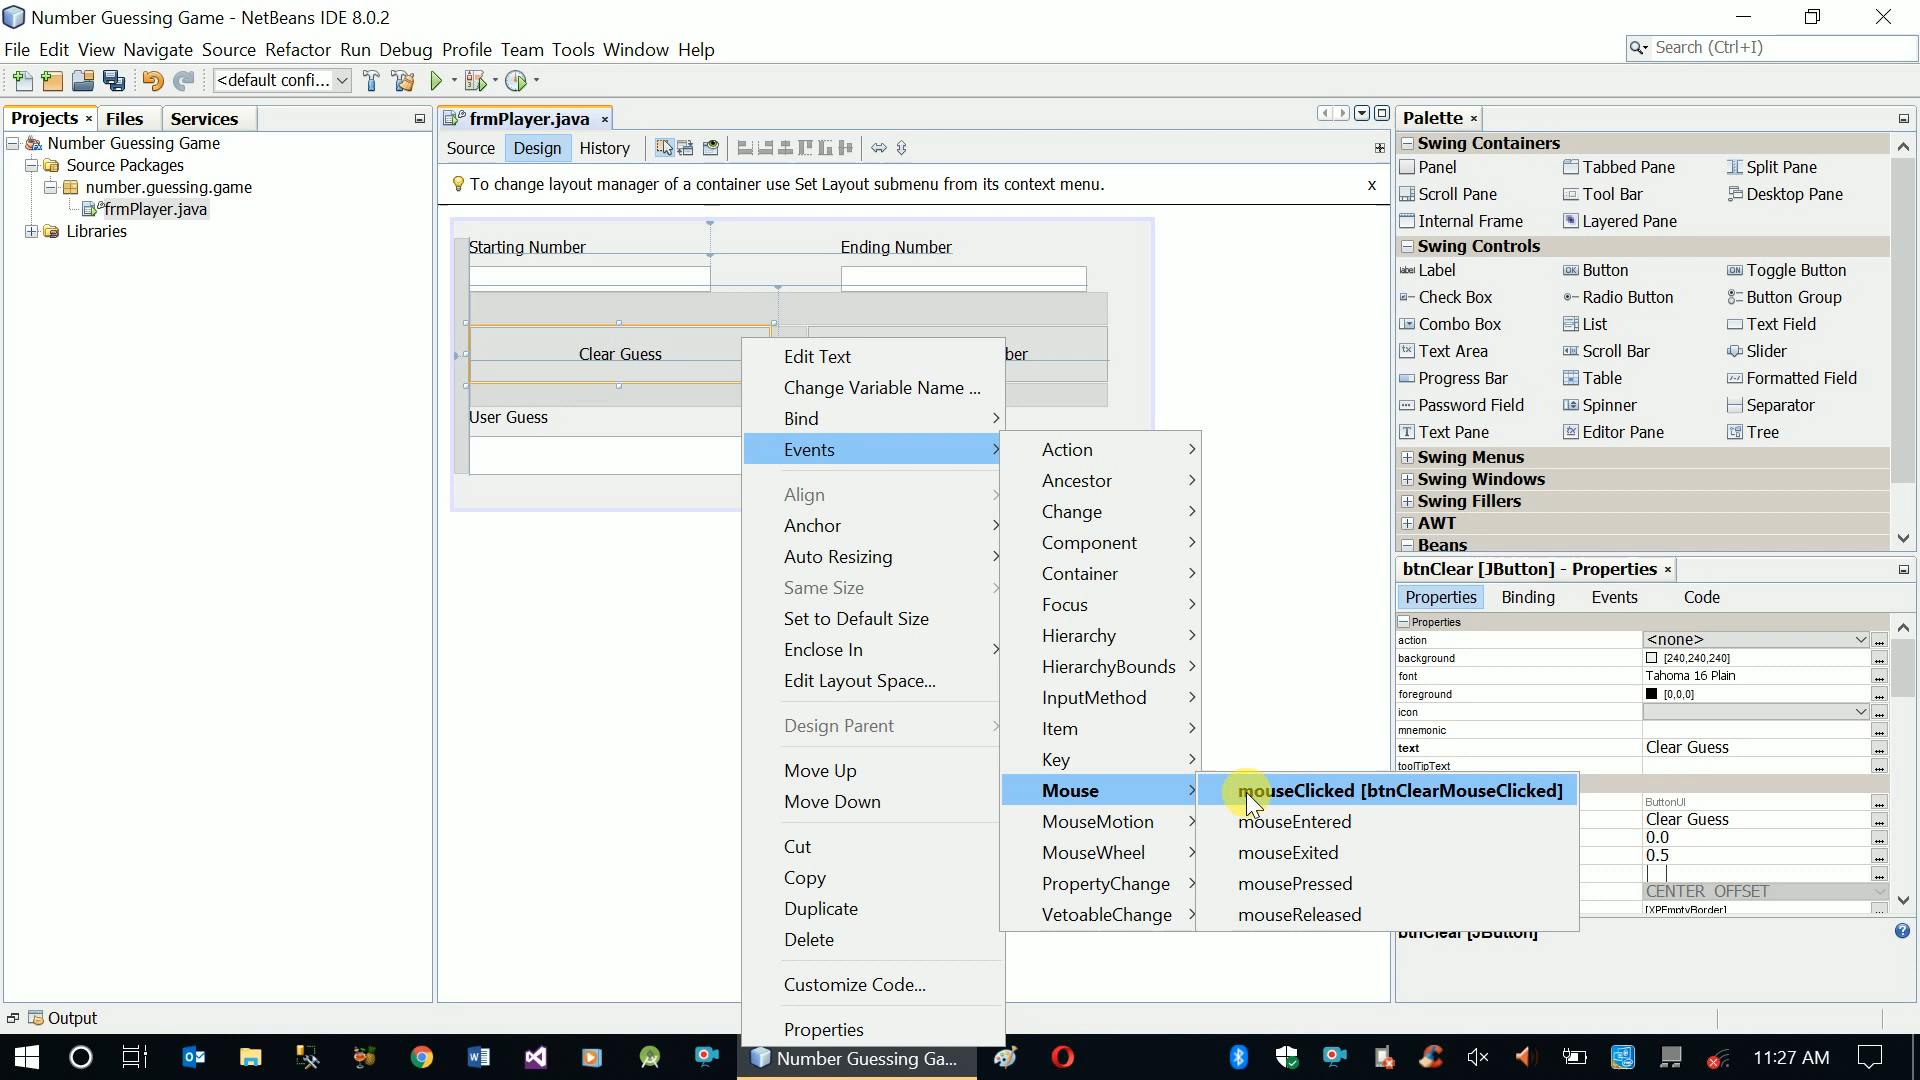 Number Guessing Game - NetBeans IDE 8.0.2
File Edit View Navigate Source Refactor Run Debug Profile Team Tools Window Help
Search (Ctrl+I)
<default confi...
Projects Files Services
Number Guessing Game
Source Packages
number.guessing.game
frmPlayer.java
Libraries
frmPlayer.java
Source Design History
To change layout manager of a container use Set Layout submenu from its context menu. x
Starting Number Ending Number
Clear Guess
ber
User Guess
Edit Text
Change Variable Name ...
Bind
Events
Align
Anchor
Auto Resizing
Same Size
Set to Default Size
Enclose In
Edit Layout Space...
Design Parent
Move Up
Move Down
Cut
Copy
Duplicate
Delete
Customize Code...
Properties
Action
Ancestor
Change
Component
Container
Focus
Hierarchy
HierarchyBounds
InputMethod
Item
Key
Mouse
MouseMotion
MouseWheel
PropertyChange
VetoableChange
mouseClicked [btnClearMouseClicked]
mouseEntered
mouseExited
mousePressed
mouseReleased
Palette
Swing Containers
Panel Tabbed Pane Split Pane
Scroll Pane Tool Bar Desktop Pane
Internal Frame Layered Pane
Swing Controls
Label Button Toggle Button
Check Box Radio Button Button Group
Combo Box List Text Field
Text Area Scroll Bar Slider
Progress Bar Table Formatted Field
Password Field Spinner Separator
Text Pane Editor Pane Tree
Swing Menus
Swing Windows
Swing Fillers
AWT
Beans
btnClear [JButton] - Properties
Properties Binding Events Code
Properties
action <none>
background [240,240,240]
font Tahoma 16 Plain
foreground [0,0,0]
icon
mnemonic
text Clear Guess
toolTipText
ButtonUI
Clear Guess
0.0
0.5
CENTER_OFFSET
[XPEmptyBorder]
btnClear [JButton]
Output
Number Guessing Ga...
11:27 AM